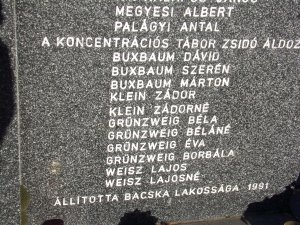 MEGYESI ALBERT
PALÁGYI ANTAL
A KONCENTRÁCIÓS TÁBOR ZSIDÓ ÁLDOZ
BUXBAUM DÁVID
BUXBAUM SZERÉN
BUXBAUM MÁRTON
KLEIN ZÁDOR
KLEIN ZÁDORNÉ
GRÜNZWEIG BÉLA
GRÜNZWEIG BÉLÁNÉ
GRÜNZWEIG ÉVA
GRÜNZWEIG BORBÁLA
WEISZ LAJOS
WEISZ LAJOSNÉ
ÁLLÍTOTTA BÁCSKA LAKOSSÁGA 1991